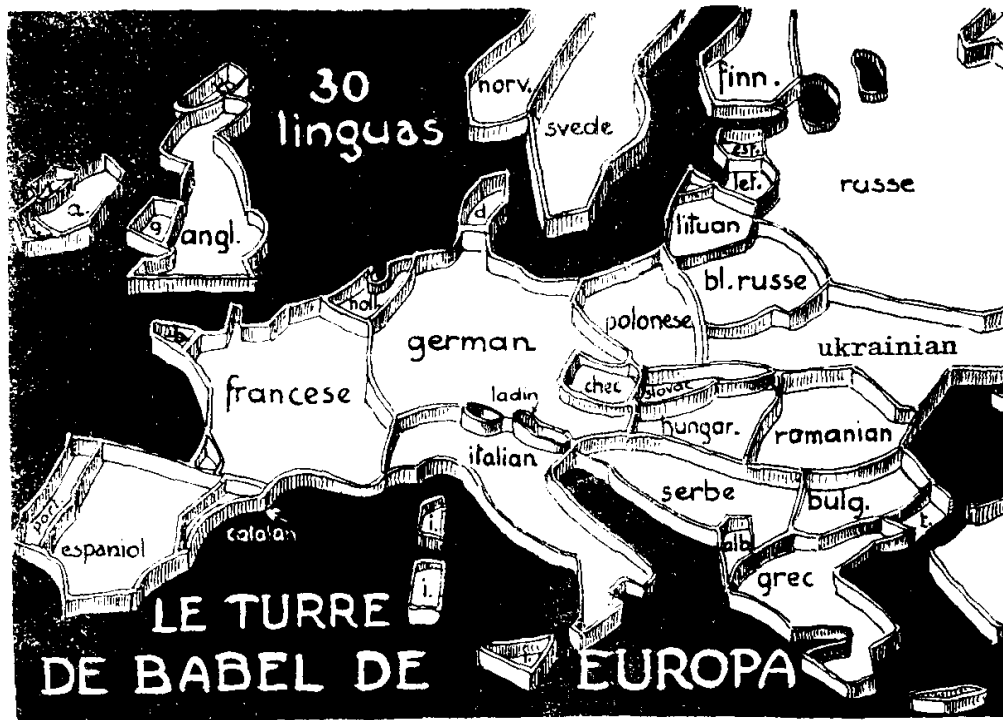 30
linguas
norv.
svede
finn.
est.
let.
russe
lituan
bl. russe
a.
g.
angl.
d
holl.
german
polonese
ukrainian
francese
chec
slovac
ladin
hungar.
romanian
italian
serbe
bulg.
t.
port.
espaniol
catalan
i.
i.
alb
grec
LE TURRE
DE BABEL DE EUROPA